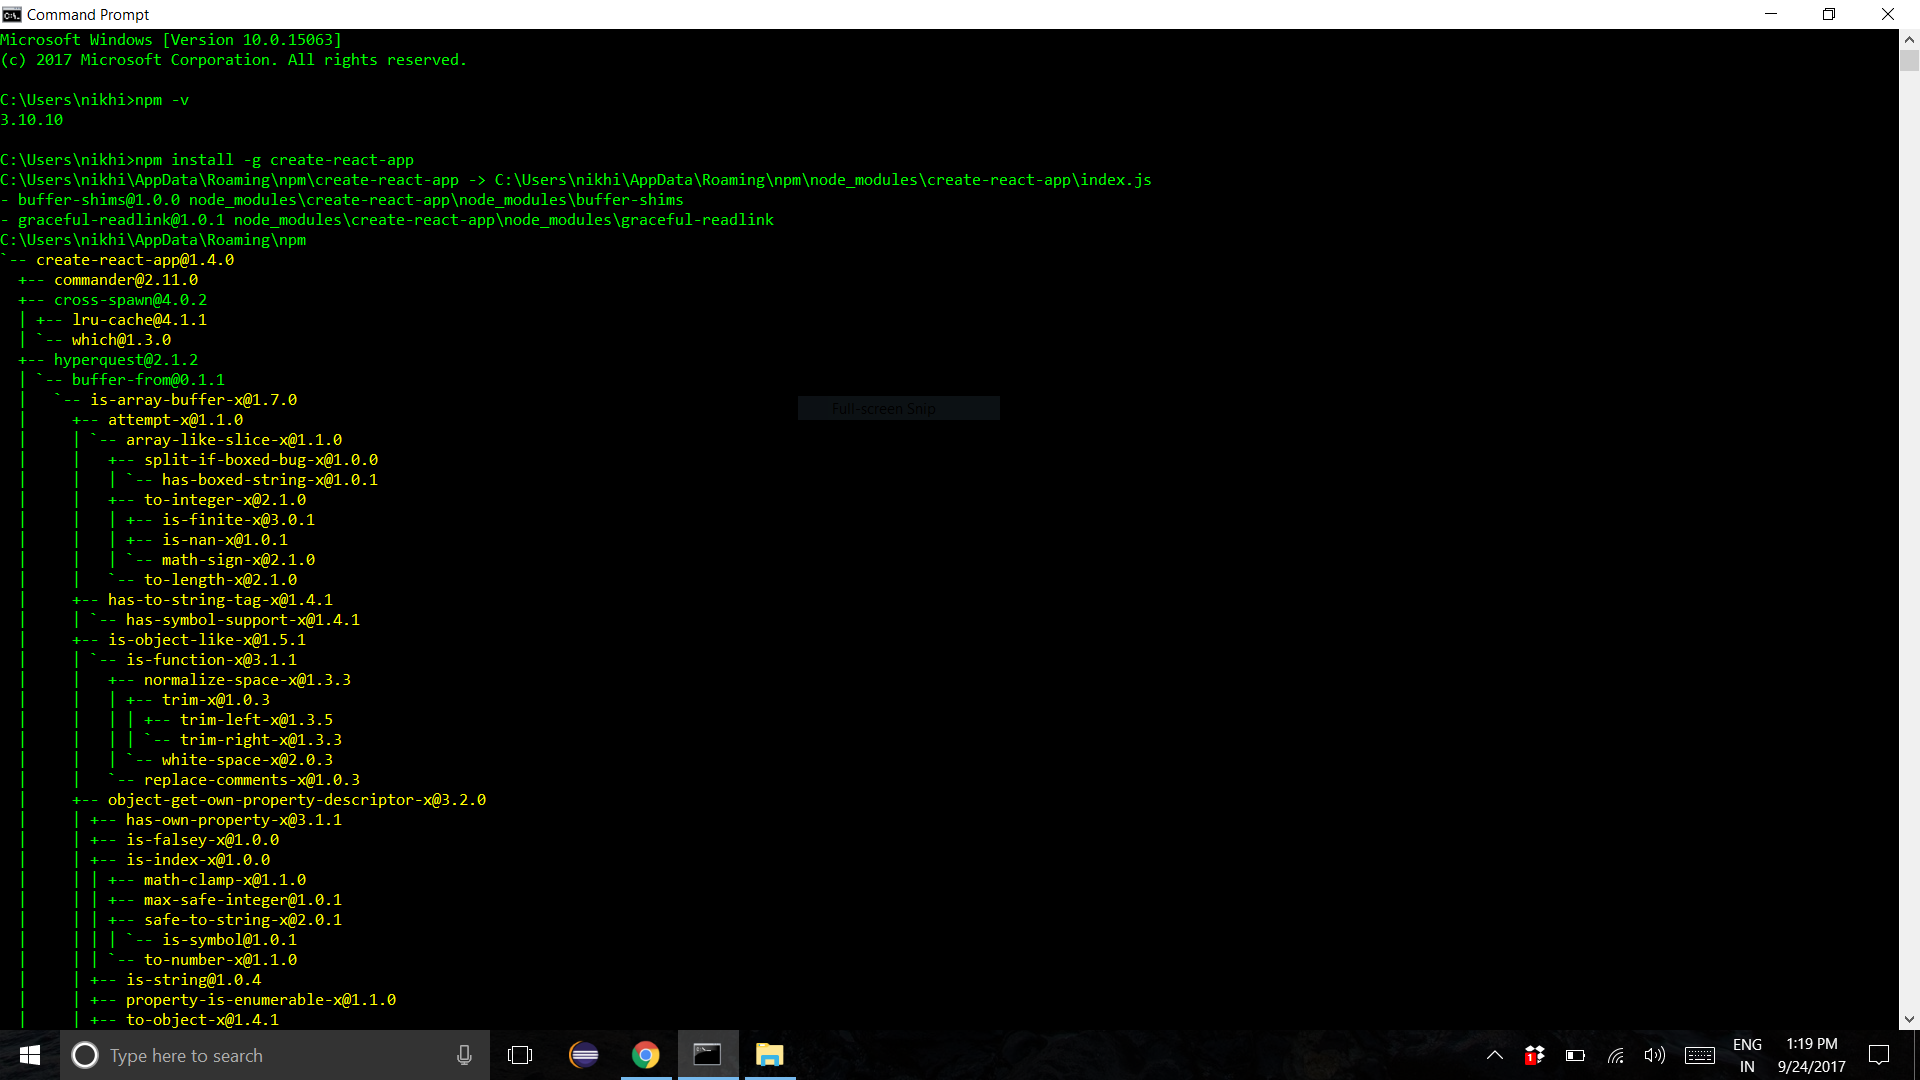 Command Prompt
Microsoft Windows [Version 10.0.15063]
(c) 2017 Microsoft Corporation. All rights reserved.
C:\Users\nikhi>npm -v
3.10.10
C:\Users\nikhi>npm install -g create-react-app
C:\Users\nikhi\AppData\Roaming\npm\create-react-app -> C:\Users\nikhi\AppData\Roaming\npm\node_modules\create-react-app\index.js
- buffer-shims@1.0.0 node_modules\create-react-app\node_modules\buffer-shims
- graceful-readlink@1.0.1 node_modules\create-react-app\node_modules\graceful-readlink
C:\Users\nikhi\AppData\Roaming\npm
`-- create-react-app@1.4.0
  +-- commander@2.11.0
  +-- cross-spawn@4.0.2
  | +-- lru-cache@4.1.1
  | `-- which@1.3.0
  +-- hyperquest@2.1.2
  | `-- buffer-from@0.1.1
  |   `-- is-array-buffer-x@1.7.0
  |     +-- attempt-x@1.1.0
  |     | `-- array-like-slice-x@1.1.0
  |     |   +-- split-if-boxed-bug-x@1.0.0
  |     |   | `-- has-boxed-string-x@1.0.1
  |     |   +-- to-integer-x@2.1.0
  |     |   | +-- is-finite-x@3.0.1
  |     |   | +-- is-nan-x@1.0.1
  |     |   | `-- math-sign-x@2.1.0
  |     |   `-- to-length-x@2.1.0
  |     +-- has-to-string-tag-x@1.4.1
  |     | `-- has-symbol-support-x@1.4.1
  |     +-- is-object-like-x@1.5.1
  |     | `-- is-function-x@3.1.1
  |     |   +-- normalize-space-x@1.3.3
  |     |   | +-- trim-x@1.0.3
  |     |   | | +-- trim-left-x@1.3.5
  |     |   | | `-- trim-right-x@1.3.3
  |     |   | `-- white-space-x@2.0.3
  |     |   `-- replace-comments-x@1.0.3
  |     +-- object-get-own-property-descriptor-x@3.2.0
  |     | +-- has-own-property-x@3.1.1
  |     | +-- is-falsey-x@1.0.0
  |     | +-- is-index-x@1.0.0
  |     | | +-- math-clamp-x@1.1.0
  |     | | +-- max-safe-integer@1.0.1
  |     | | +-- safe-to-string-x@2.0.1
  |     | | | `-- is-symbol@1.0.1
  |     | | `-- to-number-x@1.1.0
  |     | +-- is-string@1.0.4
  |     | +-- property-is-enumerable-x@1.1.0
  |     | +-- to-object-x@1.4.1
Full-screen Snip
Type here to search
1
ENG
IN
1:19 PM
9/24/2017